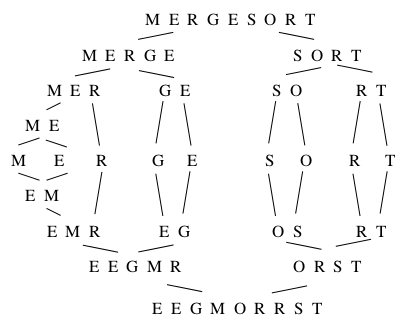 M E R G E S O R T
M E R G E S O R T
M E R G E S O R T
M E
M E R G E S O R T
E M
E M R E G O S R T
E E G M R O R S T
E E G M O R R S T